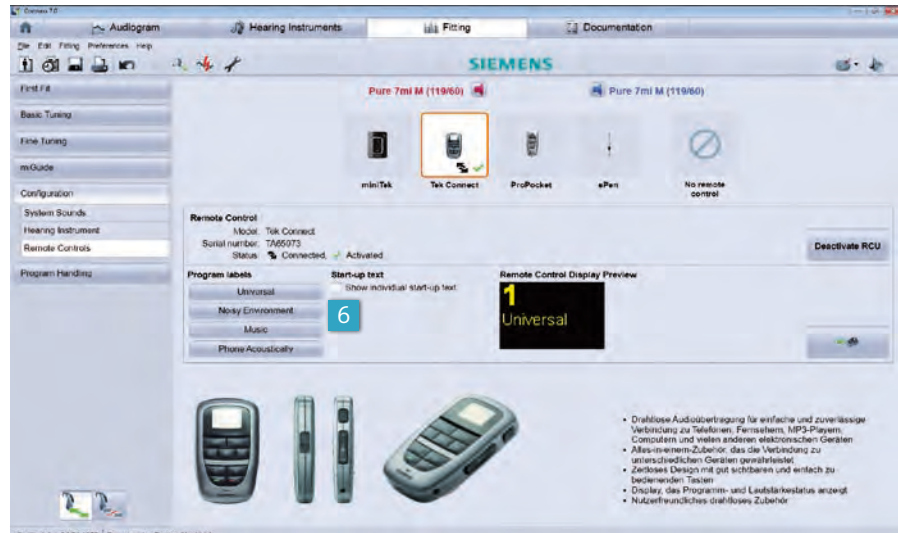 Connexx 7.0
Audiogram
Hearing Instruments
Fitting
Documentation
File Edit Fitting Preferences Help
SIEMENS
First Fit
Basic Tuning
Fine Tuning
mGuide
Configuration
System Sounds
Hearing Instrument
Remote Controls
Program Handling
Pure 7mi M (119/60)
Pure 7mi M (119/60)
miniTek
Tek Connect
ProPocket
ePen
No remote
control
Remote Control
Model: Tek Connect
Serial number: TA65073
Status: Connected, Activated
Deactivate RCU
Program labels
Universal
Noisy Environment
Music
Phone Acoustically
Start-up text
Show individual start-up text
6
Remote Control Display Preview
1
Universal
• Drahtlose Audioübertragung für einfache und zuverlässige
Verbindung zu Telefonen, Fernsehern, MP3-Playern,
Computern und vielen anderen elektronischen Geräten
• Alles-in-einem-Zubehör, das die Verbindung zu
unterschiedlichen Geräten gewährleistet
• Zeitloses Design mit gut sichtbaren und einfach zu
bedienenden Tasten
• Display, das Programm- und Lautstärkestatus anzeigt
• Nutzerfreundliches drahtloses Zubehör